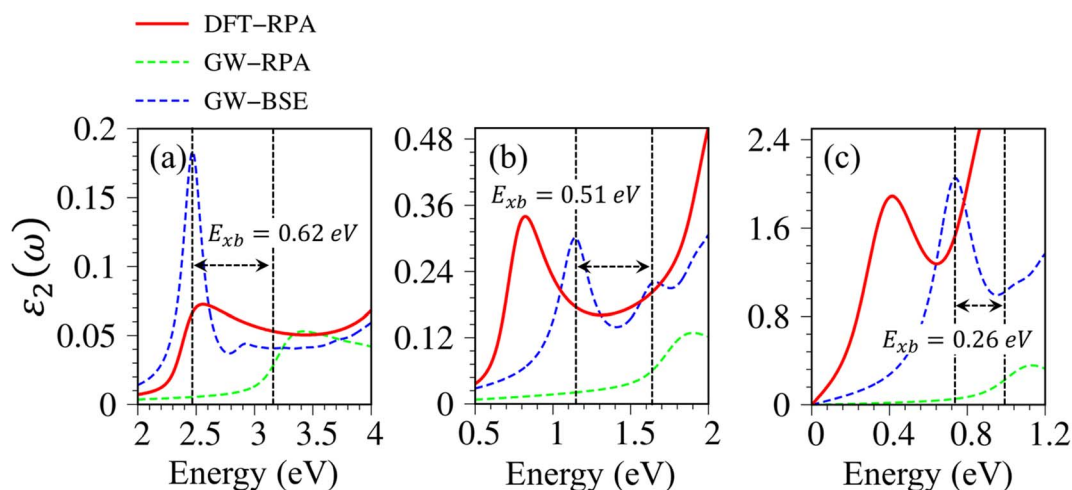 DFT−RPA
GW−RPA
GW−BSE
ε₂(ω)
(a)
E_xb = 0.62 eV
0.2
0.15
0.1
0.05
0
2 2.5 3 3.5 4
Energy (eV)
(b)
E_xb = 0.51 eV
0.48
0.36
0.24
0.12
0
0.5 1 1.5 2
Energy (eV)
(c)
E_xb = 0.26 eV
2.4
1.6
0.8
0
0 0.4 0.8 1.2
Energy (eV)